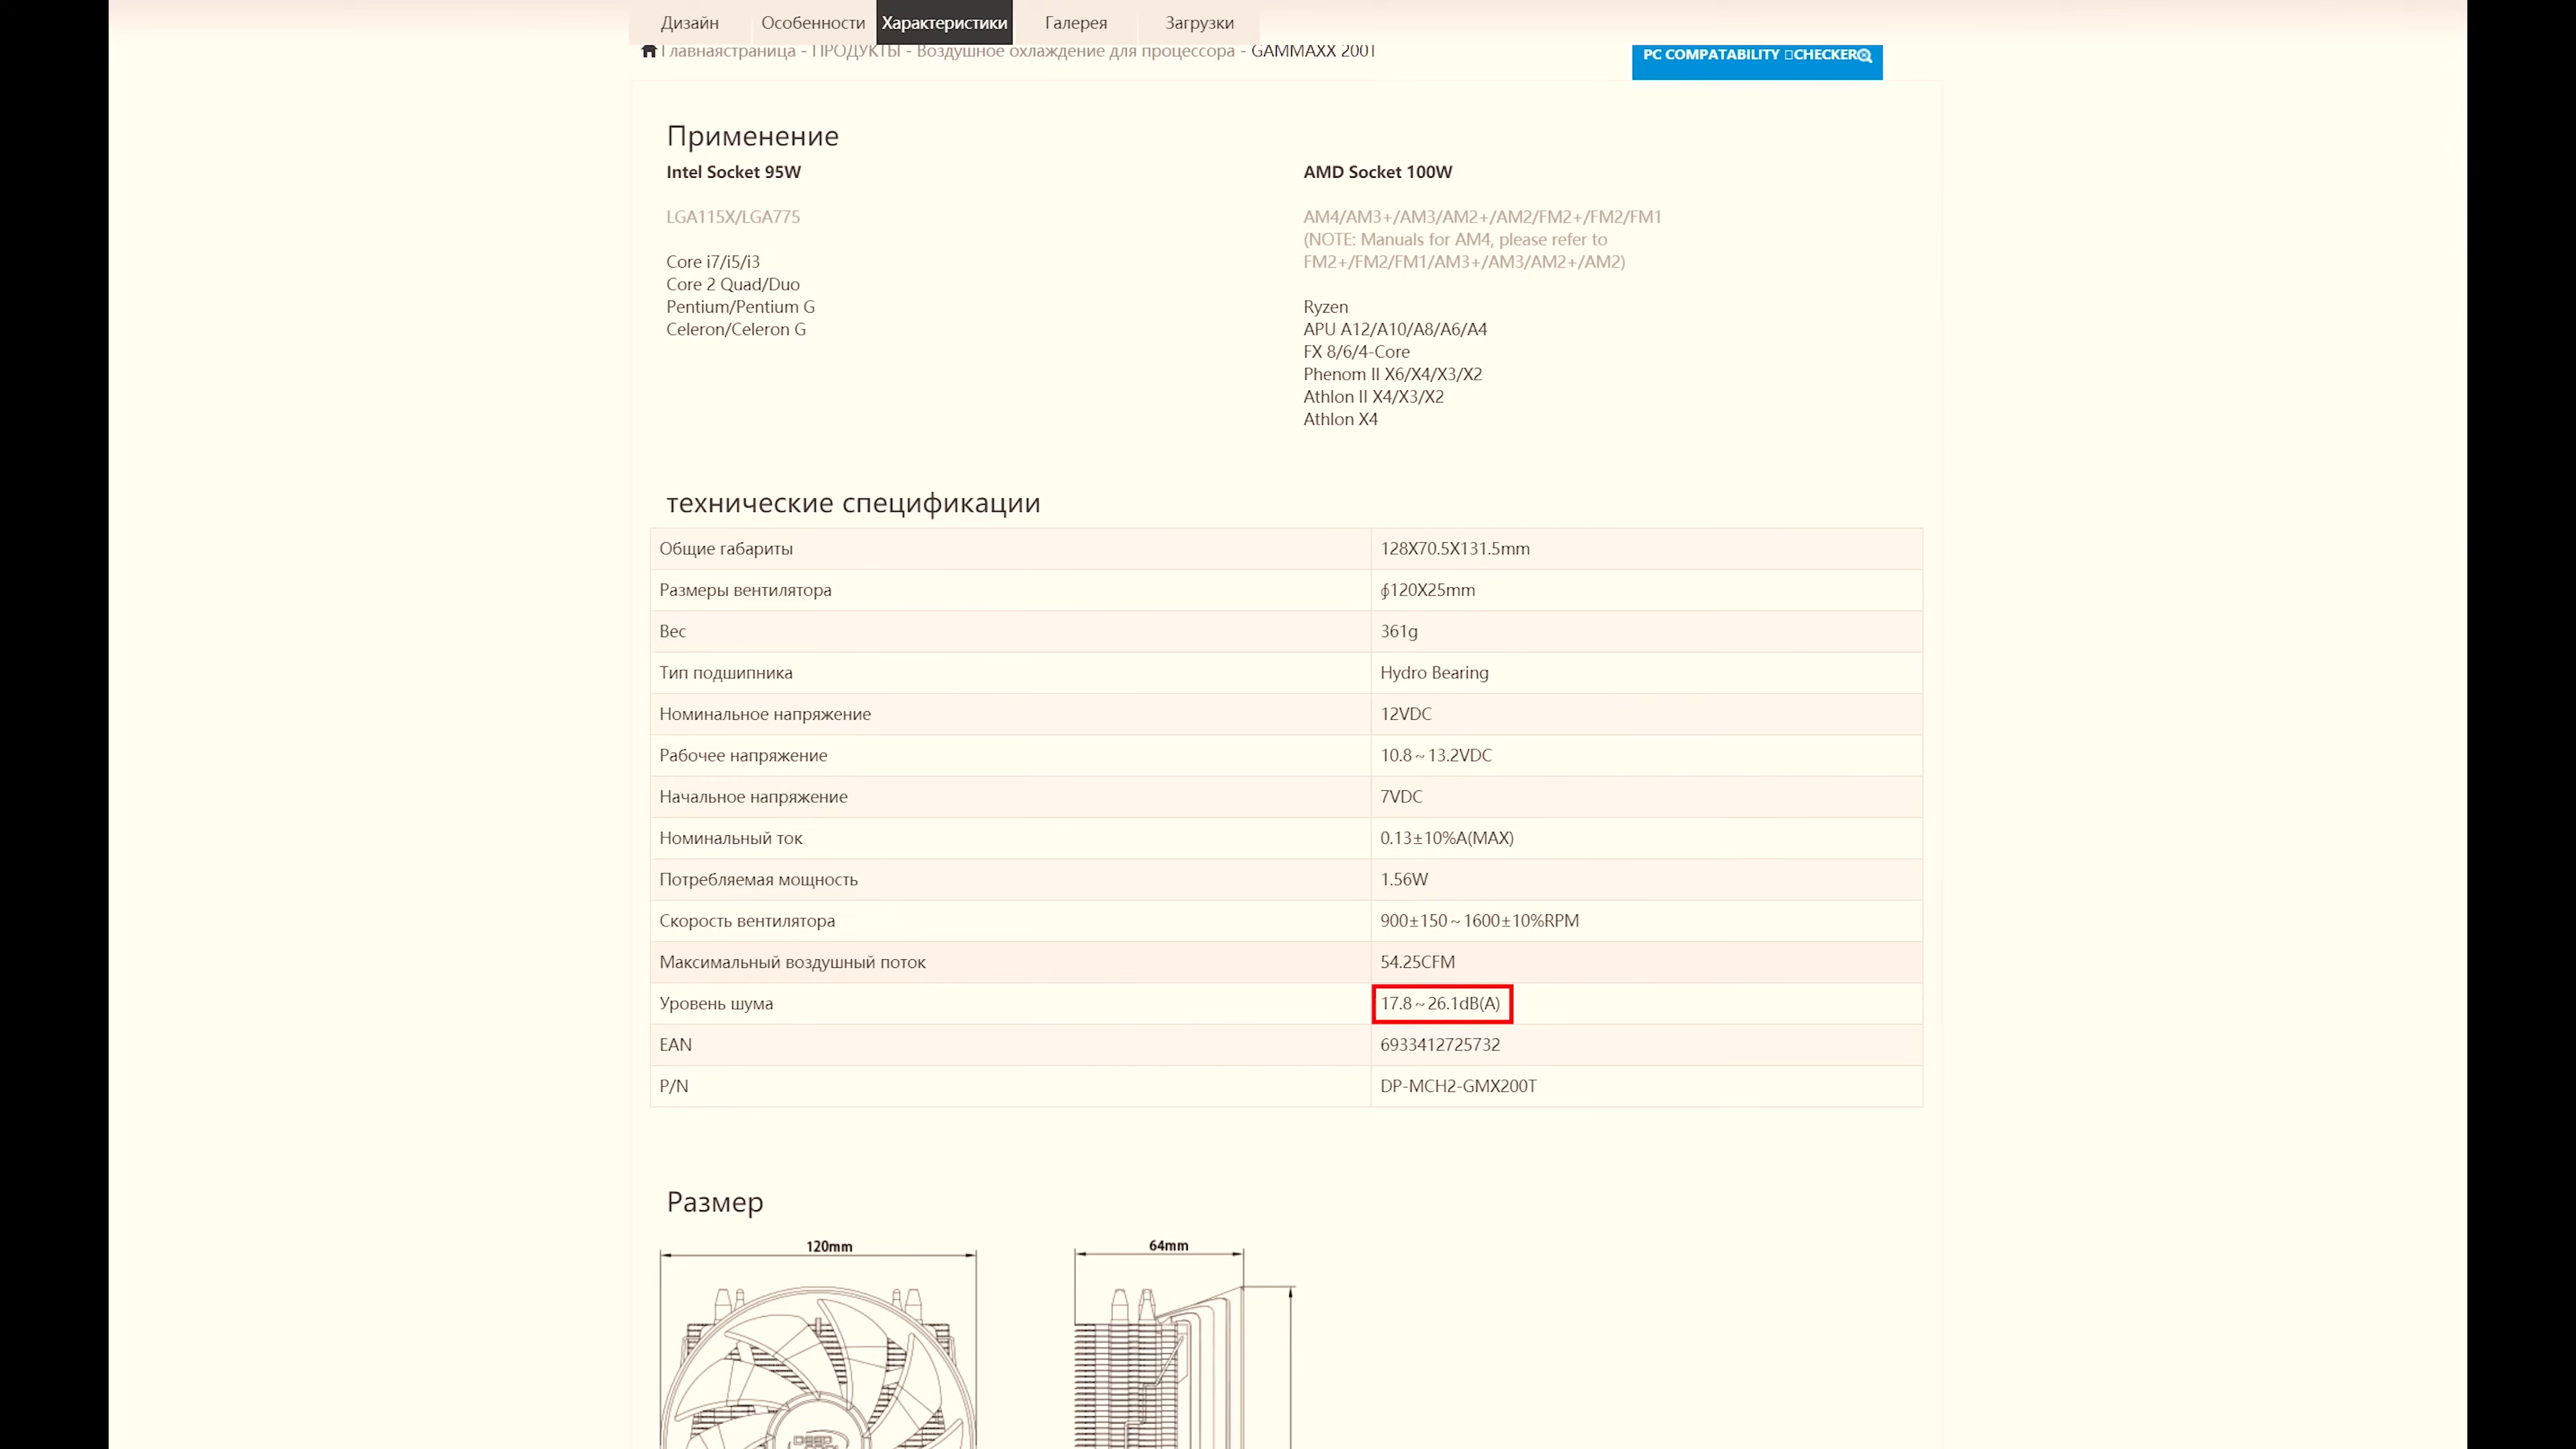 Дизайн Особенности Характеристики Галерея Загрузки
Главнаястраница - ПРОДУКТЫ - Воздушное охлаждение для процессора - GAMMAXX 200T
PC COMPATABILITY CHECKER
Применение
Intel Socket 95W
LGA115X/LGA775
Core i7/i5/i3
Core 2 Quad/Duo
Pentium/Pentium G
Celeron/Celeron G
AMD Socket 100W
AM4/AM3+/AM3/AM2+/AM2/FM2+/FM2/FM1
(NOTE: Manuals for AM4, please refer to
FM2+/FM2/FM1/AM3+/AM3/AM2+/AM2)
Ryzen
APU A12/A10/A8/A6/A4
FX 8/6/4-Core
Phenom II X6/X4/X3/X2
Athlon II X4/X3/X2
Athlon X4
технические спецификации
Общие габариты 128X70.5X131.5mm
Размеры вентилятора ∮120X25mm
Вес 361g
Тип подшипника Hydro Bearing
Номинальное напряжение 12VDC
Рабочее напряжение 10.8～13.2VDC
Начальное напряжение 7VDC
Номинальный ток 0.13±10%A(MAX)
Потребляемая мощность 1.56W
Скорость вентилятора 900±150～1600±10%RPM
Максимальный воздушный поток 54.25CFM
Уровень шума 17.8～26.1dB(A)
EAN 6933412725732
P/N DP-MCH2-GMX200T
Размер
120mm 64mm
DEEP